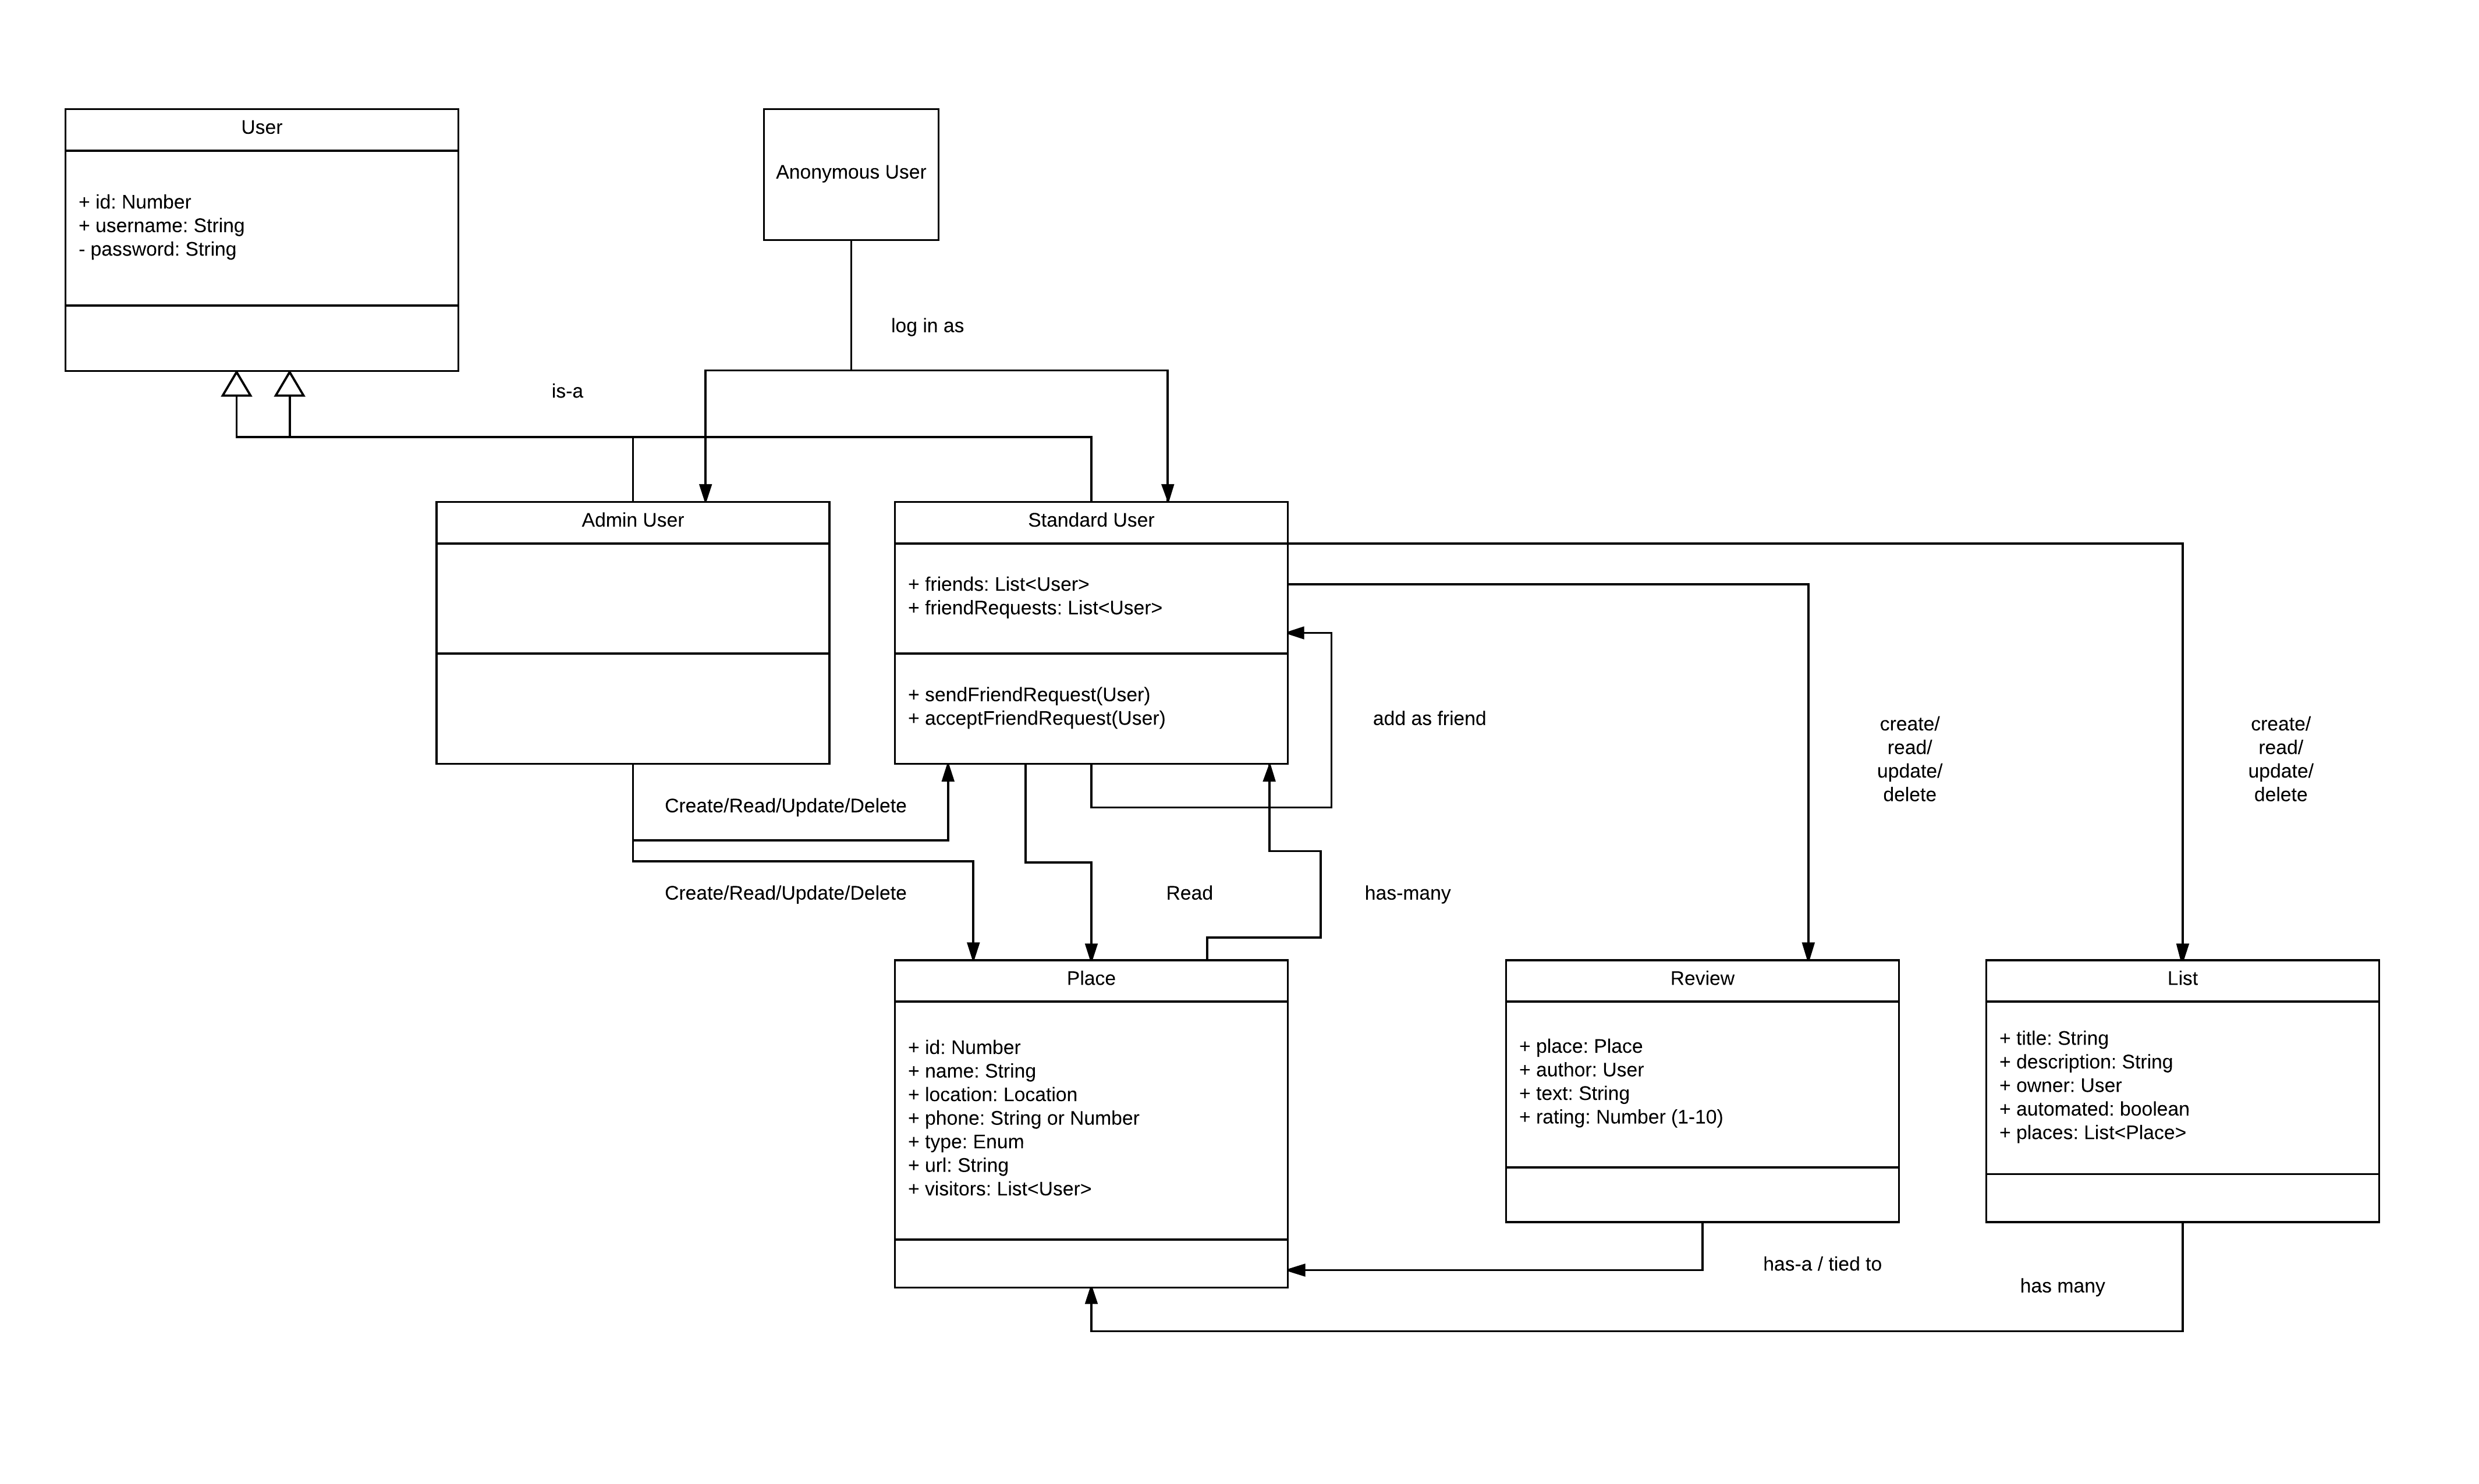 User
+ id: Number
+ username: String
- password: String
Anonymous User
log in as
is-a
Admin User
Standard User
+ friends: List<User>
+ friendRequests: List<User>
+ sendFriendRequest(User)
+ acceptFriendRequest(User)
add as friend
create/
read/
update/
delete
create/
read/
update/
delete
Create/Read/Update/Delete
Create/Read/Update/Delete
Read
has-many
Place
+ id: Number
+ name: String
+ location: Location
+ phone: String or Number
+ type: Enum
+ url: String
+ visitors: List<User>
Review
+ place: Place
+ author: User
+ text: String
+ rating: Number (1-10)
List
+ title: String
+ description: String
+ owner: User
+ automated: boolean
+ places: List<Place>
has-a / tied to
has many